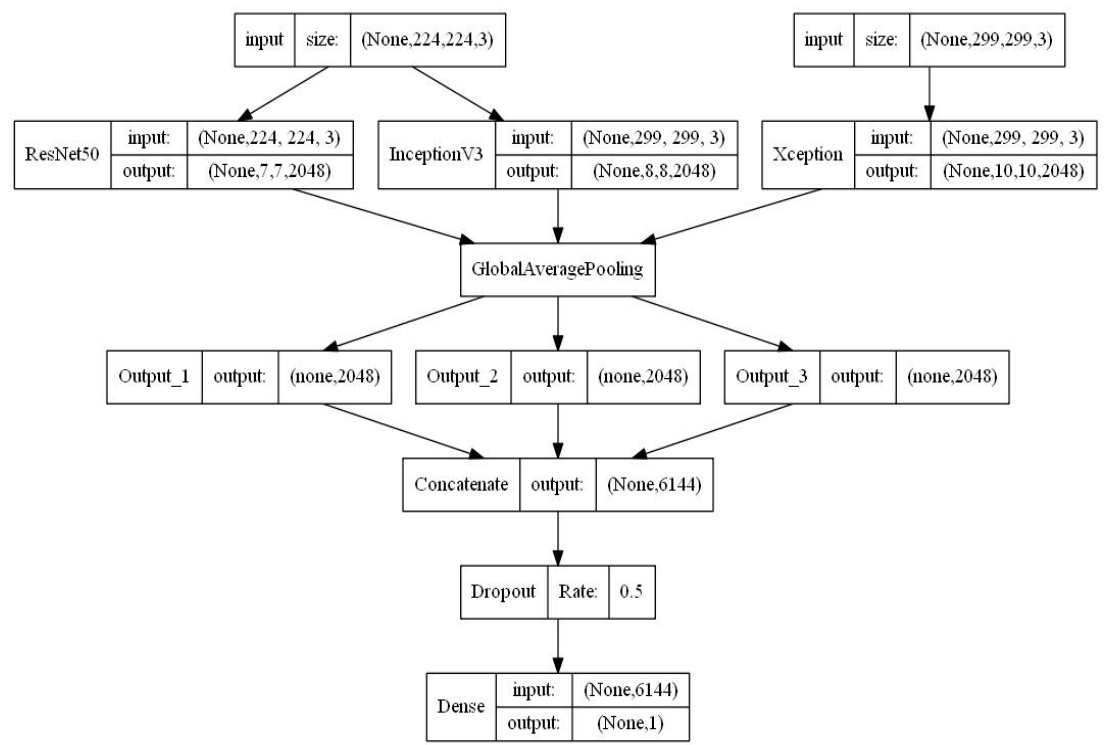 input size: (None,224,224,3)
input size: (None,299,299,3)
ResNet50 input: (None,224, 224, 3)
output: (None,7,7,2048)
InceptionV3 input: (None,299, 299, 3)
output: (None,8,8,2048)
Xception input: (None,299, 299, 3)
output: (None,10,10,2048)
GlobalAveragePooling
Output_1 output: (none,2048)
Output_2 output: (none,2048)
Output_3 output: (none,2048)
Concatenate output: (None,6144)
Dropout Rate: 0.5
Dense input: (None,6144)
output: (None,1)